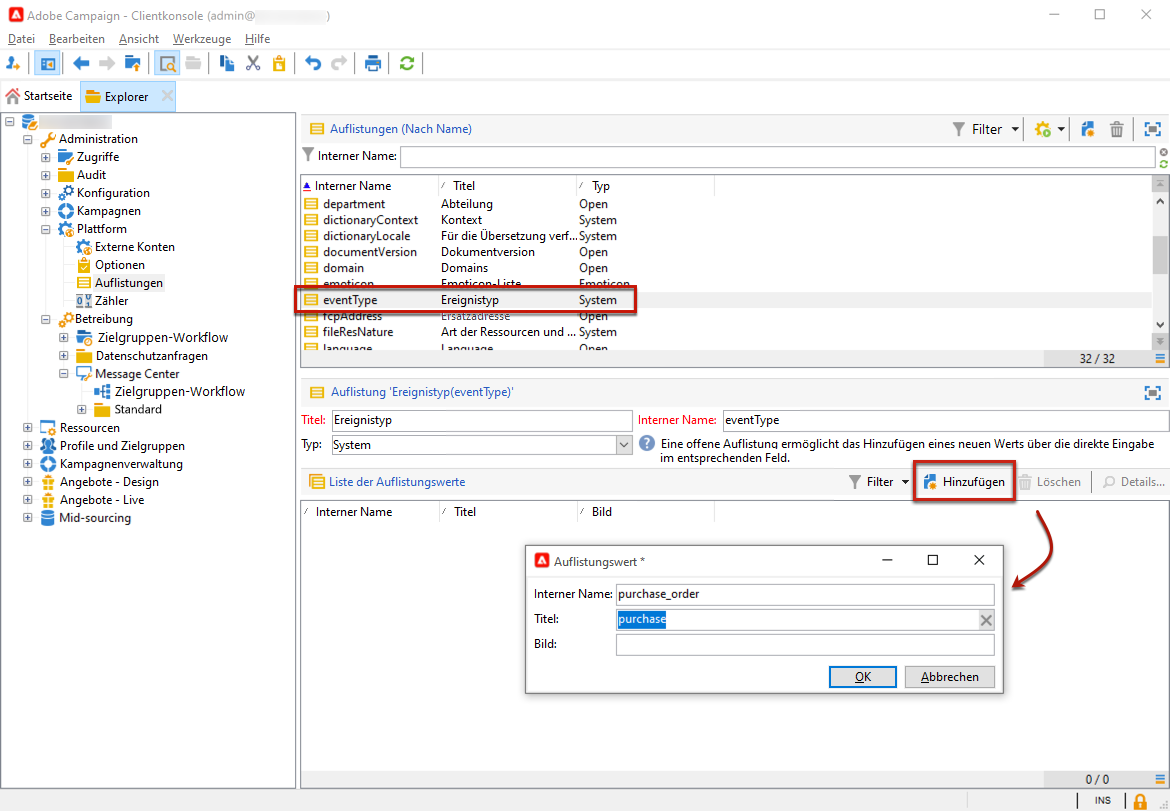 Adobe Campaign - Clientkonsole (admin@ )
Datei Bearbeiten Ansicht Werkzeuge Hilfe
Startseite Explorer
Administration
Zugriffe
Audit
Konfiguration
Kampagnen
Plattform
Externe Konten
Optionen
Auflistungen
Zähler
Betreibung
Zielgruppen-Workflow
Datenschutzanfragen
Message Center
Zielgruppen-Workflow
Standard
Ressourcen
Profile und Zielgruppen
Kampagnenverwaltung
Angebote - Design
Angebote - Live
Mid-sourcing
Auflistungen (Nach Name) Filter
Interner Name:
Interner Name Titel Typ
department Abteilung Open
dictionaryContext Kontext System
dictionaryLocale Für die Übersetzung verf... System
documentVersion Dokumentversion Open
domain Domains Open
emoticon Emoticon-Liste Emoticon
eventType Ereignistyp System
fcpAddress Ersatzadresse Open
fileResNature Art der Ressourcen und ... System
language Language Open
32 / 32
Auflistung 'Ereignistyp(eventType)'
Titel: Ereignistyp Interner Name: eventType
Typ: System Eine offene Auflistung ermöglicht das Hinzufügen eines neuen Werts über die direkte Eingabe
im entsprechenden Feld.
Liste der Auflistungswerte Filter Hinzufügen Löschen Details...
Interner Name Titel Bild
Auflistungswert *
Interner Name: purchase_order
Titel: purchase
Bild:
OK Abbrechen
0 / 0
INS